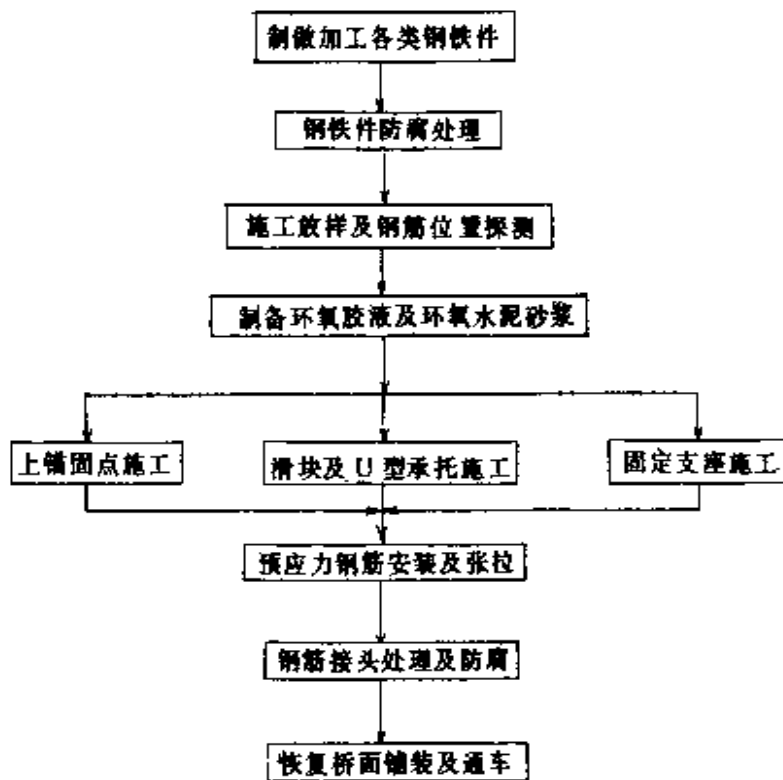 制做加工各类钢铁件
钢铁件防腐处理
施工放样及钢筋位置探测
制备环氧胶液及环氧水泥砂浆
上锚固点施工
滑块及U型承托施工
固定支座施工
预应力钢筋安装及张拉
钢筋接头处理及防腐
恢复桥面铺装及通车